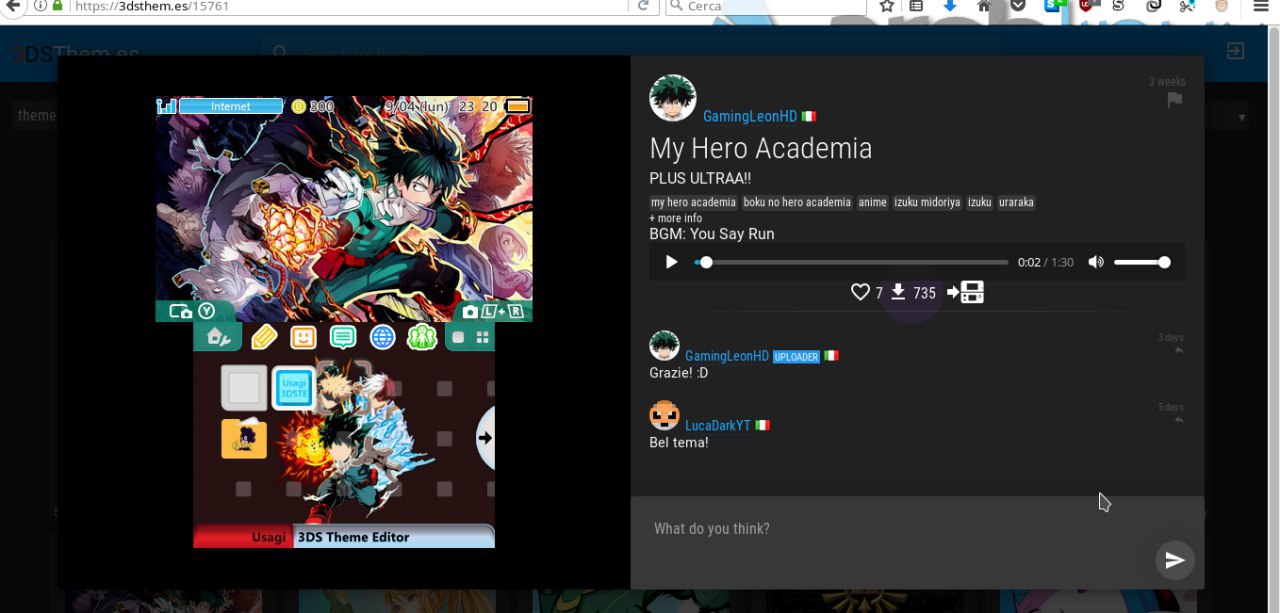 https://3dsthem.es/15761
Cerca
3DSThem.es
Search for themes
theme
Internet
300
9/04 (lun) 23 20
Y
L/+R
Usagi
3DSTE
Usagi 3DS Theme Editor
3 weeks
GamingLeonHD
My Hero Academia
PLUS ULTRAA!!
my hero academia boku no hero academia anime izuku midoriya izuku uraraka
+ more info
BGM: You Say Run
0:02 / 1:30
7 735
3 days
GamingLeonHD UPLOADER
Grazie! :D
5 days
LucaDarkYT
Bel tema!
What do you think?